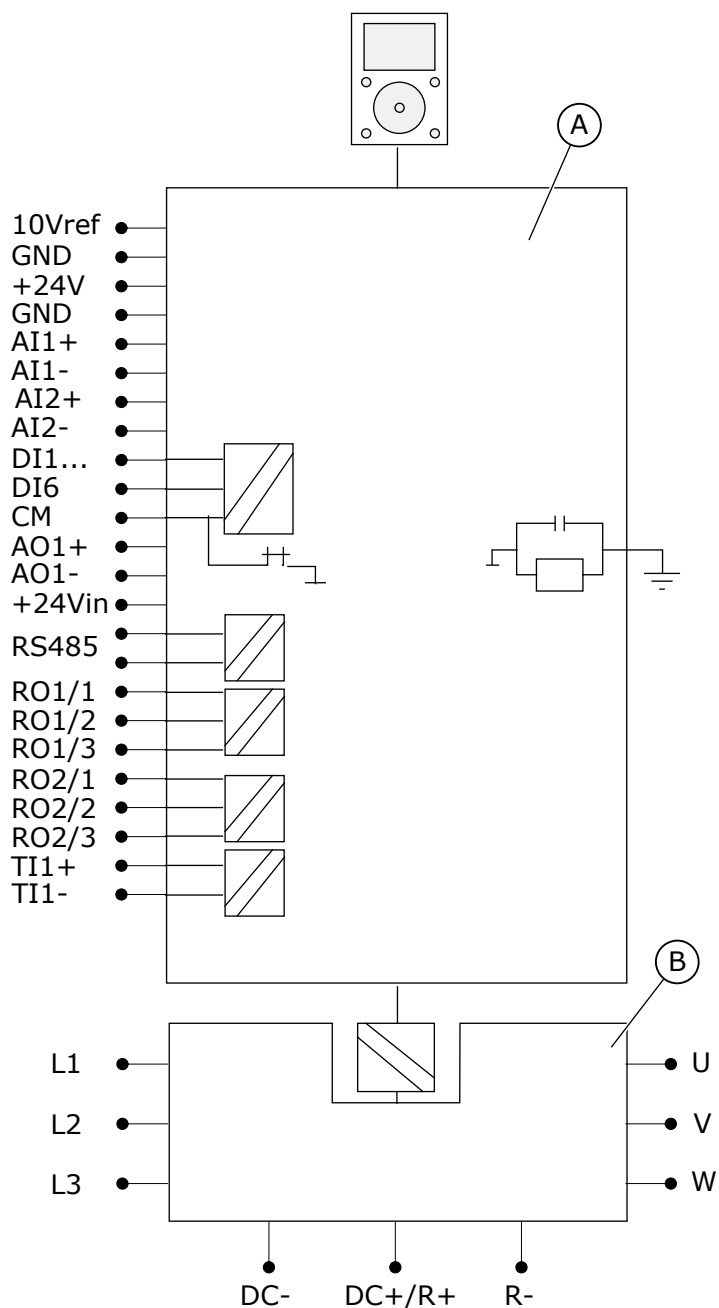 A
10Vref
GND
+24V
GND
AI1+
AI1-
AI2+
AI2-
DI1...
DI6
CM
AO1+
AO1-
+24Vin
RS485
RO1/1
RO1/2
RO1/3
RO2/1
RO2/2
RO2/3
TI1+
TI1-
B
L1 U
L2 V
L3 W
DC- DC+/R+ R-